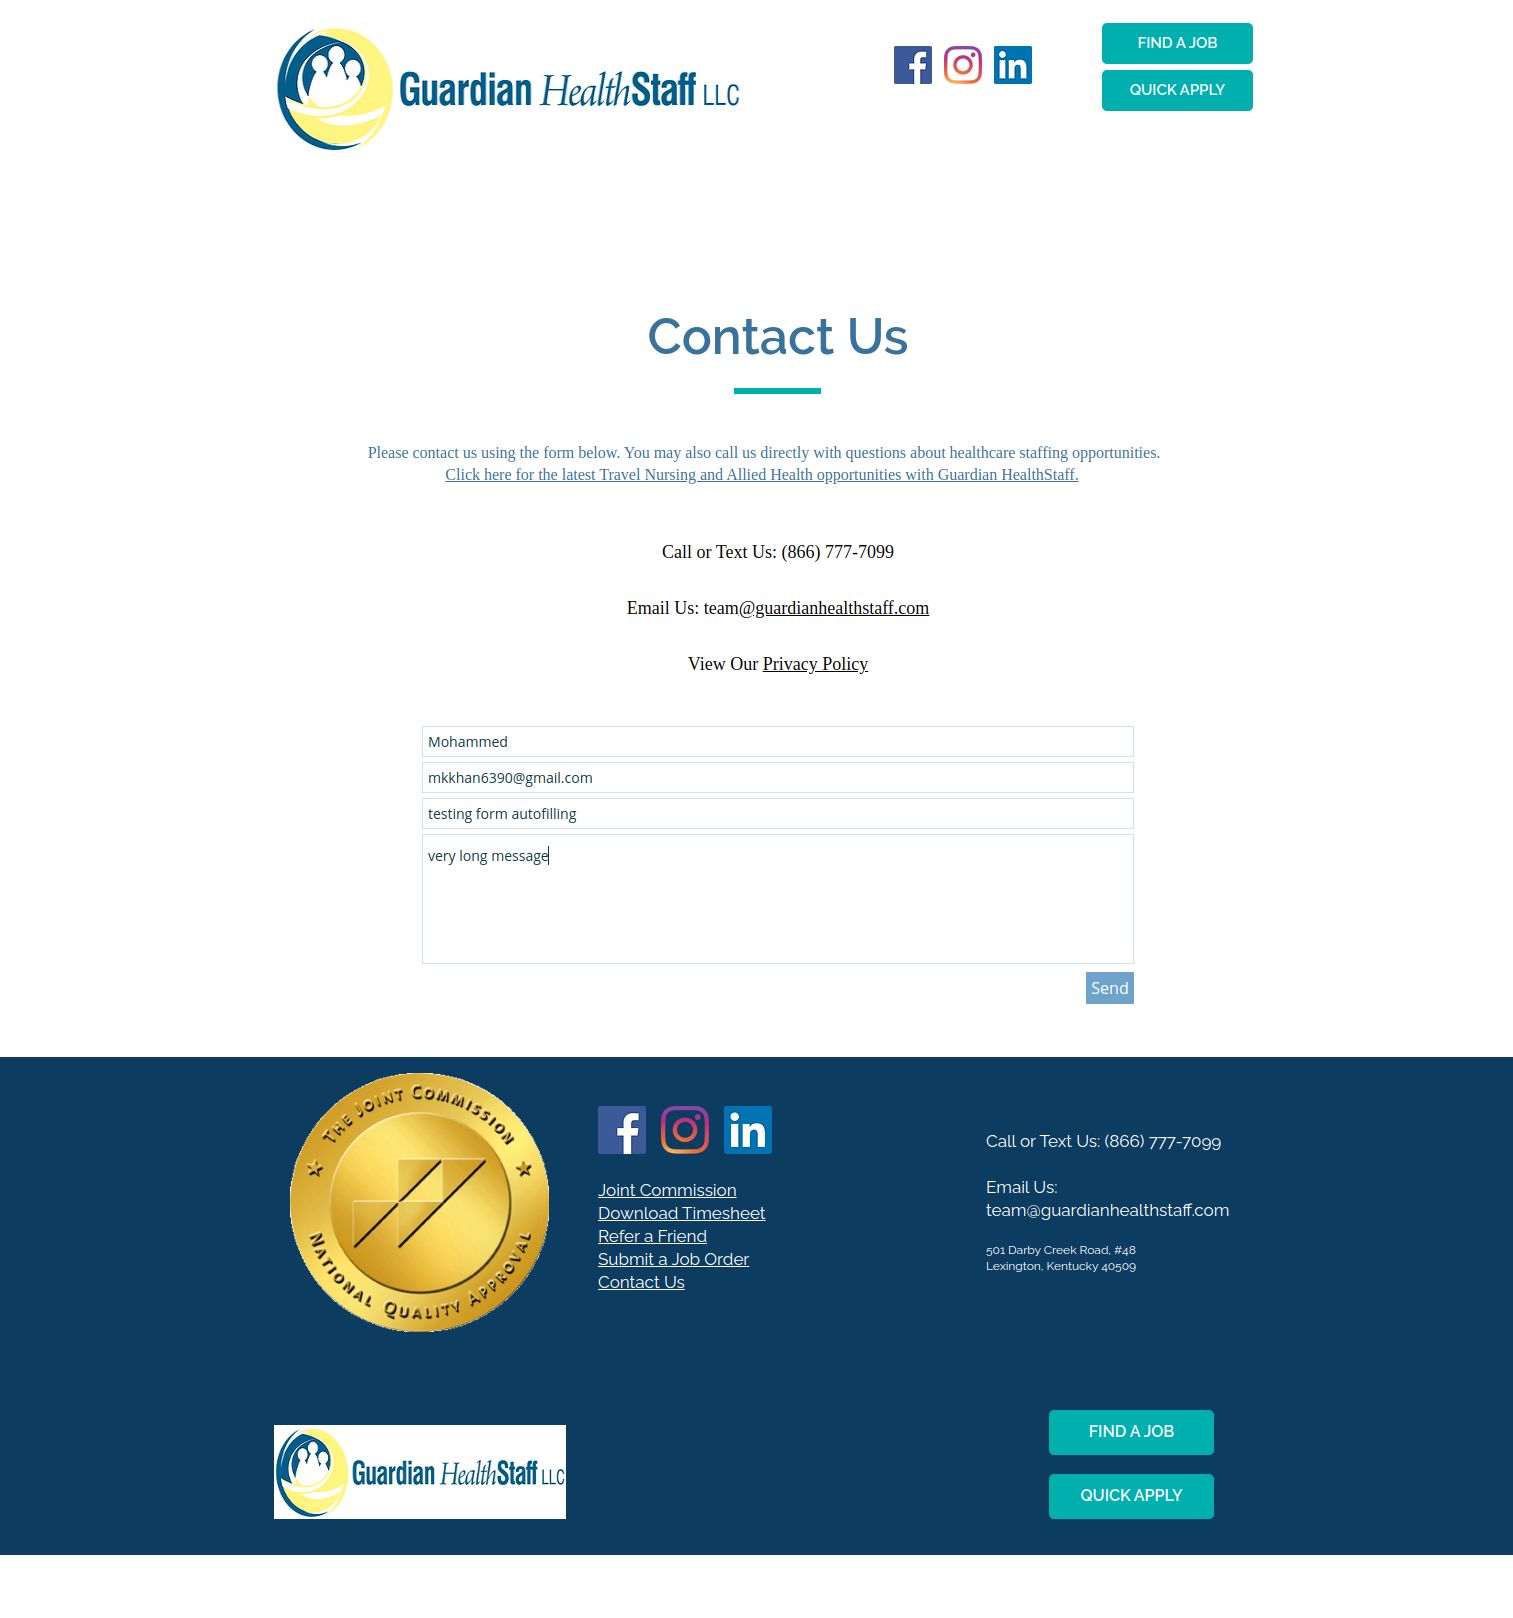 Guardian HealthStaff LLC
FIND A JOB
QUICK APPLY
Contact Us
Please contact us using the form below. You may also call us directly with questions about healthcare staffing opportunities.
Click here for the latest Travel Nursing and Allied Health opportunities with Guardian HealthStaff.
Call or Text Us: (866) 777-7099
Email Us: team@guardianhealthstaff.com
View Our Privacy Policy
Mohammed
mkkhan6390@gmail.com
testing form autofilling
very long message
Send
THE JOINT COMMISSION
NATIONAL QUALITY APPROVAL
Joint Commission
Download Timesheet
Refer a Friend
Submit a Job Order
Contact Us
Call or Text Us: (866) 777-7099
Email Us:
team@guardianhealthstaff.com
501 Darby Creek Road, #48
Lexington, Kentucky 40509
Guardian HealthStaff LLC
FIND A JOB
QUICK APPLY